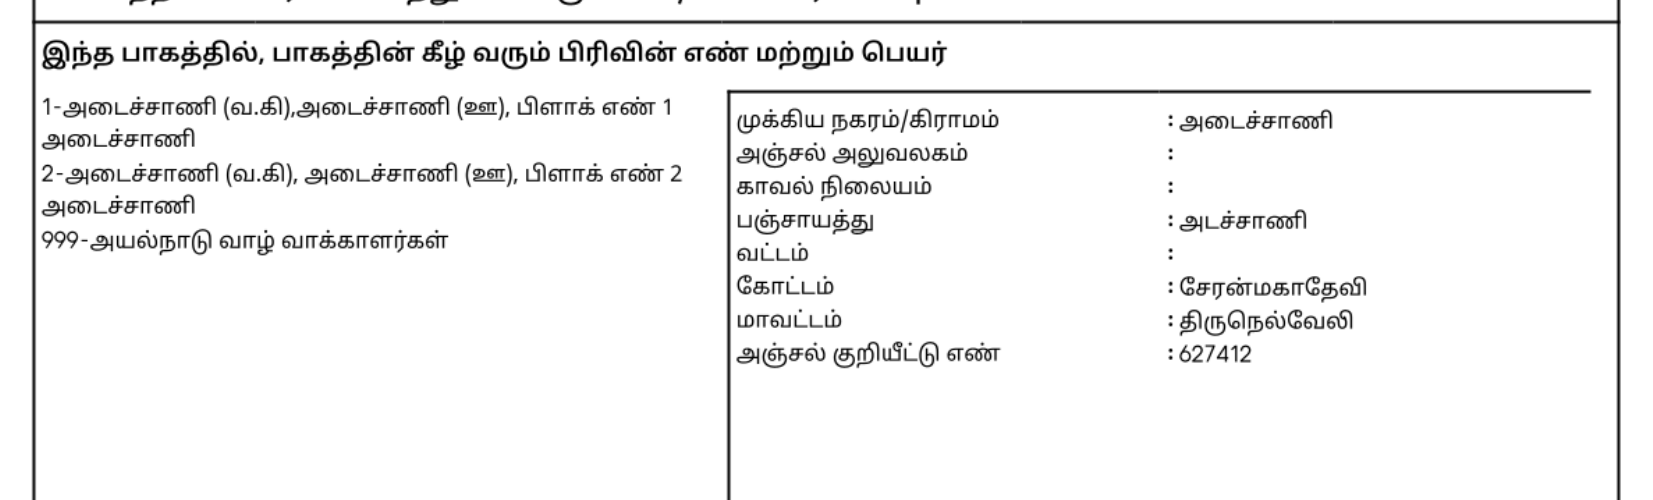 இந்த பாகத்தில், பாகத்தின் கீழ் வரும் பிரிவின் எண் மற்றும் பெயர்
1-அடைச்சாணி (வ.கி),அடைச்சாணி (ஊ), பிளாக் எண் 1
அடைச்சாணி
2-அடைச்சாணி (வ.கி), அடைச்சாணி (ஊ), பிளாக் எண் 2
அடைச்சாணி
999-அயல்நாடு வாழ் வாக்காளர்கள்
முக்கிய நகரம்/கிராமம் : அடைச்சாணி
அஞ்சல் அலுவலகம் :
காவல் நிலையம் :
பஞ்சாயத்து : அடச்சாணி
வட்டம் :
கோட்டம் : சேரன்மகாதேவி
மாவட்டம் : திருநெல்வேலி
அஞ்சல் குறியீட்டு எண் : 627412